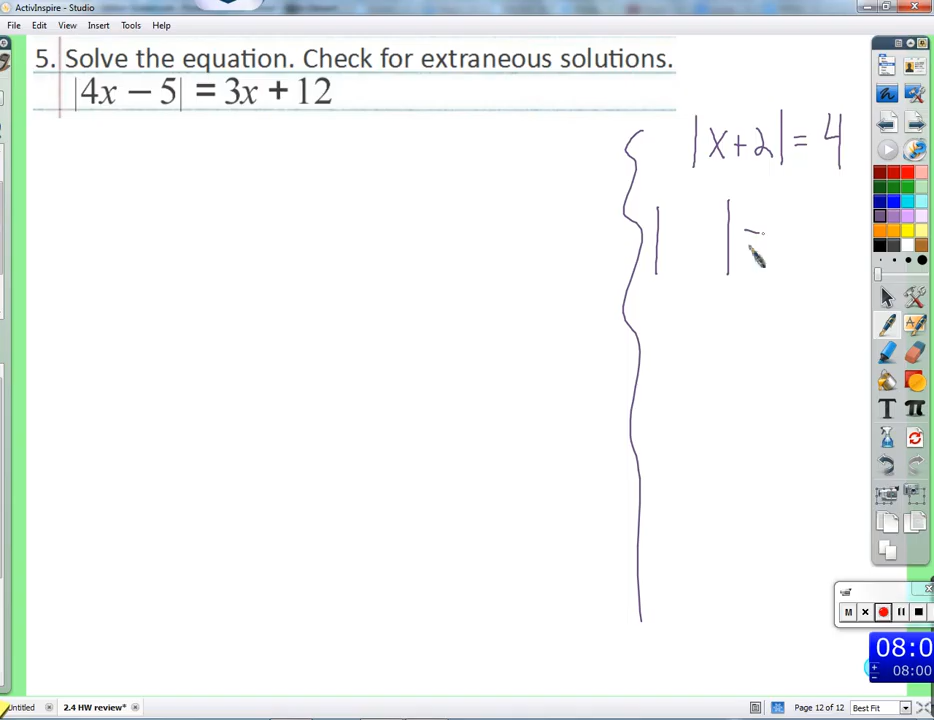 ActivInspire - Studio
File Edit View Insert Tools Help
5. Solve the equation. Check for extraneous solutions.
|4x − 5| = 3x + 12
|x+2| = 4
| | -
M
08:0
08:00
Untitled
2.4 HW review*
Page 12 of 12
Best Fit